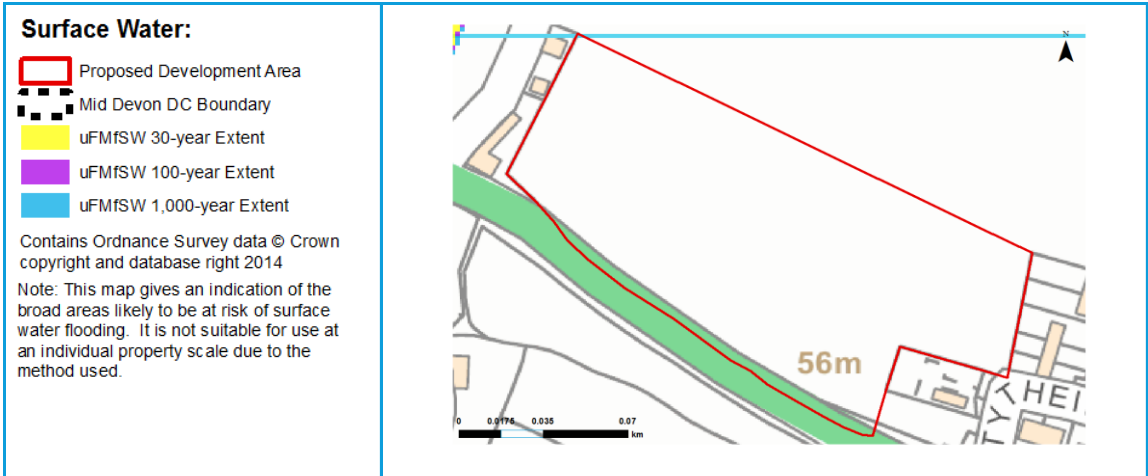 Surface Water:
Proposed Development Area
Mid Devon DC Boundary
uFMfSW 30-year Extent
uFMfSW 100-year Extent
uFMfSW 1,000-year Extent
Contains Ordnance Survey data © Crown
copyright and database right 2014
Note: This map gives an indication of the
broad areas likely to be at risk of surface
water flooding. It is not suitable for use at
an individual property scale due to the
method used.
N
56m
TYTHEI
0 0.0175 0.035 0.07
km